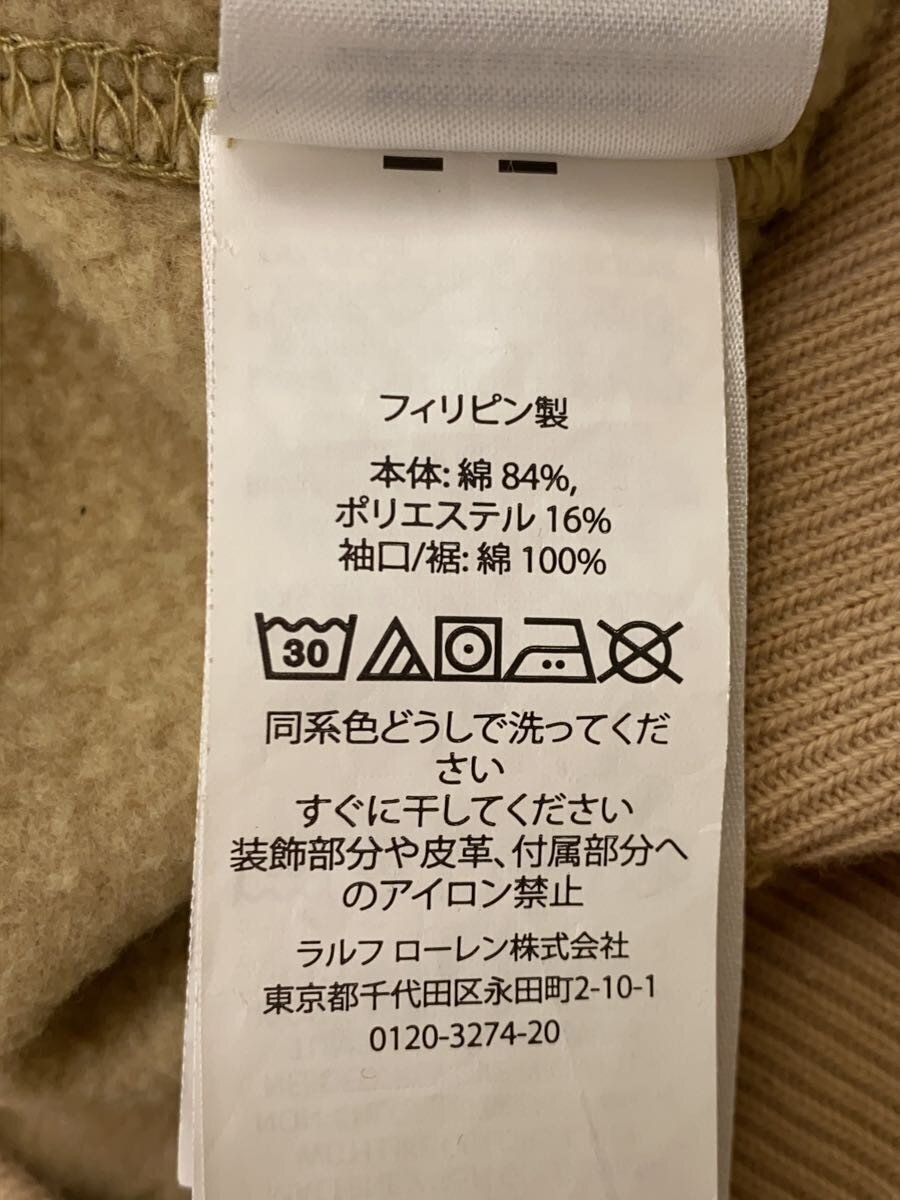 フィリピン製
本体: 綿 84%,
ポリエステル 16%
袖口/裾: 綿 100%
30
同系色どうしで洗ってくだ
さい
すぐに干してください
装飾部分や皮革、付属部分へ
のアイロン禁止
ラルフ ローレン株式会社
東京都千代田区永田町2-10-1
0120-3274-20